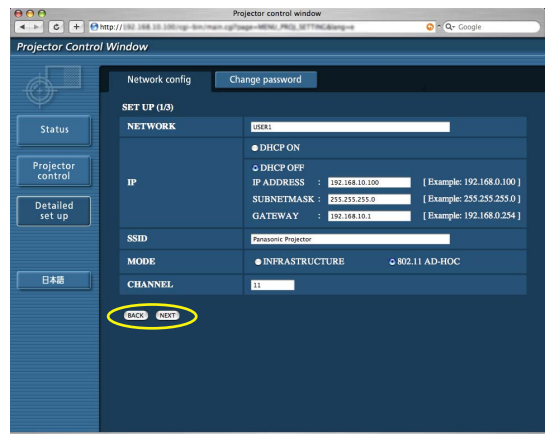 Projector control window
http://
Google
Projector Control Window
Network config
Change password
SET UP (1/3)
Status
NETWORK
USER1
DHCP ON
Projector control
IP
DHCP OFF
IP ADDRESS : 192.168.10.100 [ Example: 192.168.0.100 ]
SUBNETMASK : 255.255.255.0 [ Example: 255.255.255.0 ]
GATEWAY : 192.168.10.1 [ Example: 192.168.0.254 ]
Detailed set up
SSID
Panasonic Projector
MODE
INFRASTRUCTURE
802.11 AD-HOC
日本語
CHANNEL
11
BACK
NEXT